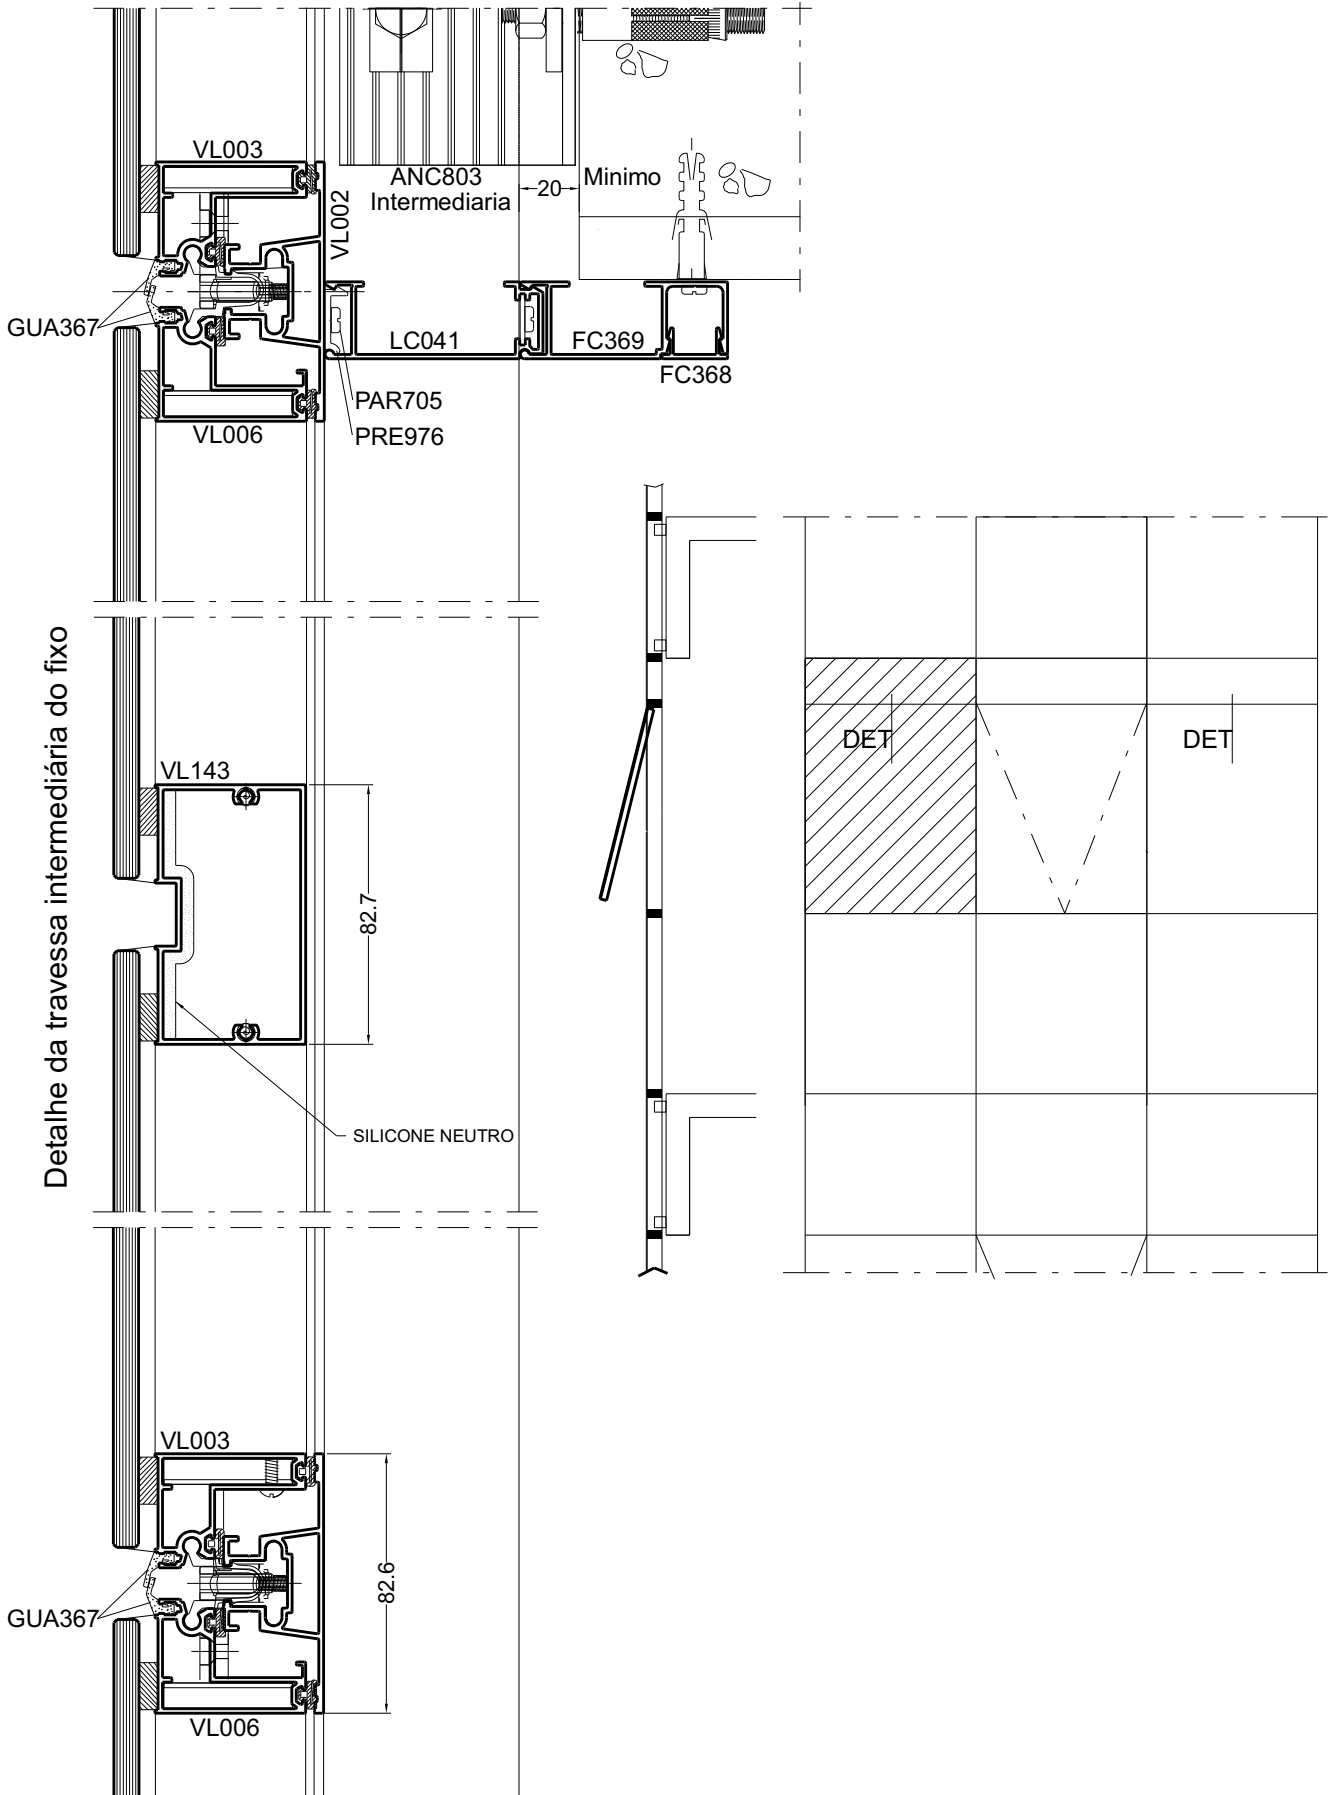 VL003
ANC803
Intermediaria
20
Minimo
VL002
GUA367
LC041
FC369
FC368
PAR705
PRE976
VL006
Detalhe da travessa intermediária do fixo
VL143
82.7
SILICONE NEUTRO
DET
DET
VL003
82.6
GUA367
VL006